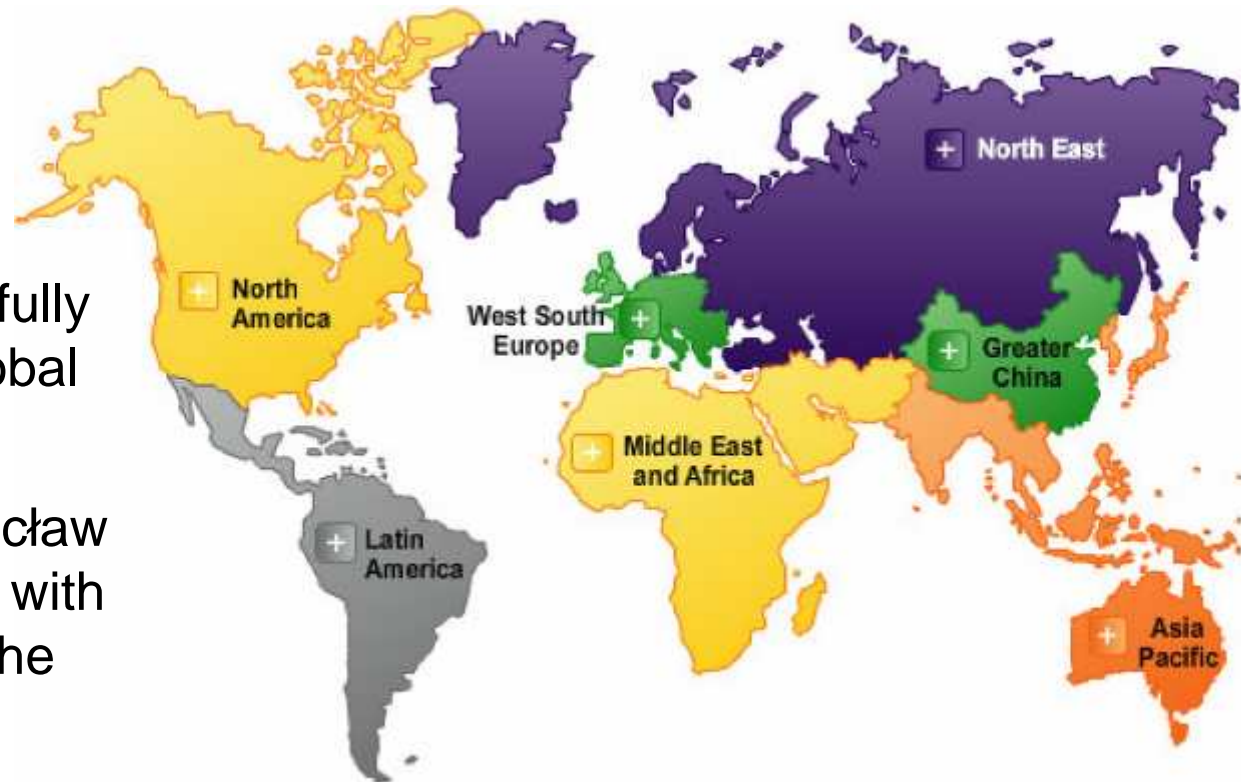 fully
obal
cław
with
he
North East
North
America
West South
Europe
Greater
China
Middle East
and Africa
Latin
America
Asia
Pacific